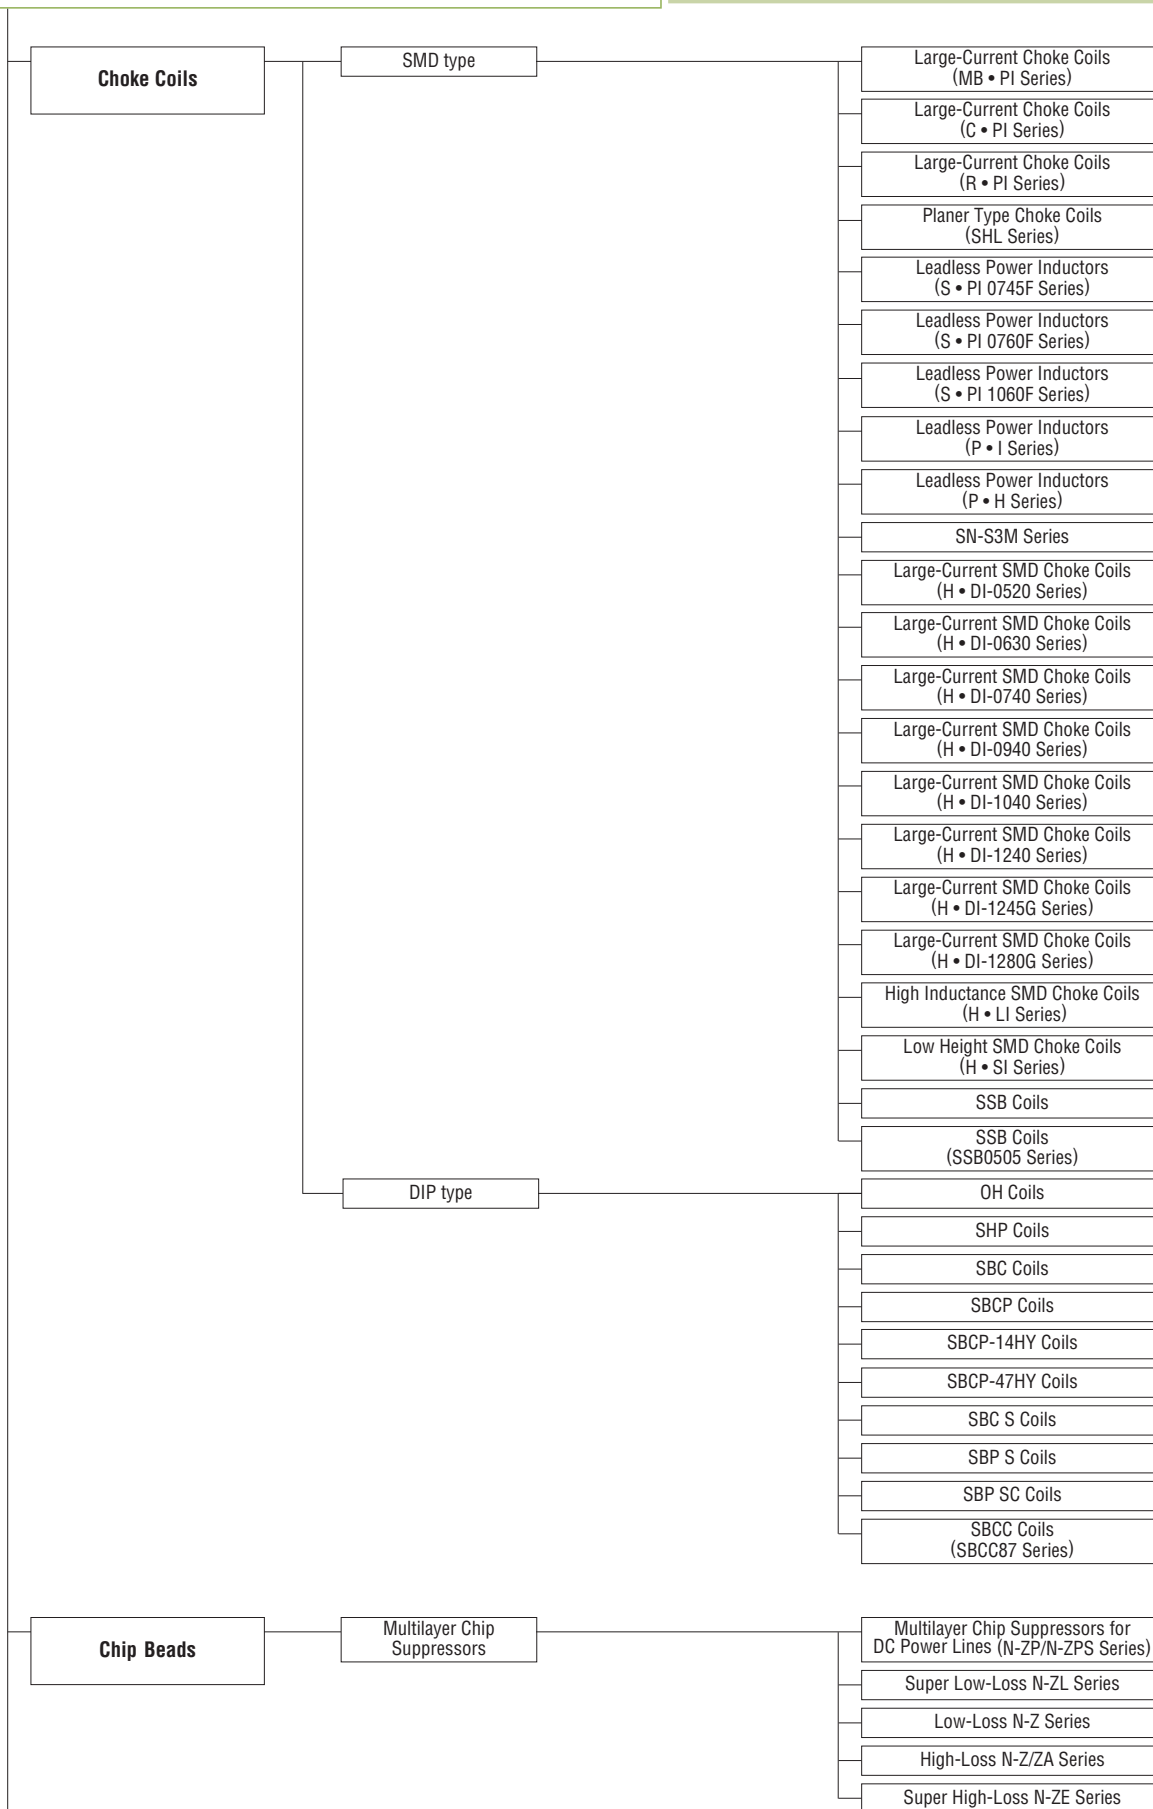 Choke Coils
SMD type
Large-Current Choke Coils
(MB • PI Series)
Large-Current Choke Coils
(C • PI Series)
Large-Current Choke Coils
(R • PI Series)
Planer Type Choke Coils
(SHL Series)
Leadless Power Inductors
(S • PI 0745F Series)
Leadless Power Inductors
(S • PI 0760F Series)
Leadless Power Inductors
(S • PI 1060F Series)
Leadless Power Inductors
(P • I Series)
Leadless Power Inductors
(P • H Series)
SN-S3M Series
Large-Current SMD Choke Coils
(H • DI-0520 Series)
Large-Current SMD Choke Coils
(H • DI-0630 Series)
Large-Current SMD Choke Coils
(H • DI-0740 Series)
Large-Current SMD Choke Coils
(H • DI-0940 Series)
Large-Current SMD Choke Coils
(H • DI-1040 Series)
Large-Current SMD Choke Coils
(H • DI-1240 Series)
Large-Current SMD Choke Coils
(H • DI-1245G Series)
Large-Current SMD Choke Coils
(H • DI-1280G Series)
High Inductance SMD Choke Coils
(H • LI Series)
Low Height SMD Choke Coils
(H • SI Series)
SSB Coils
SSB Coils
(SSB0505 Series)
DIP type
OH Coils
SHP Coils
SBC Coils
SBCP Coils
SBCP-14HY Coils
SBCP-47HY Coils
SBC S Coils
SBP S Coils
SBP SC Coils
SBCC Coils
(SBCC87 Series)
Chip Beads
Multilayer Chip
Suppressors
Multilayer Chip Suppressors for
DC Power Lines (N-ZP/N-ZPS Series)
Super Low-Loss N-ZL Series
Low-Loss N-Z Series
High-Loss N-Z/ZA Series
Super High-Loss N-ZE Series